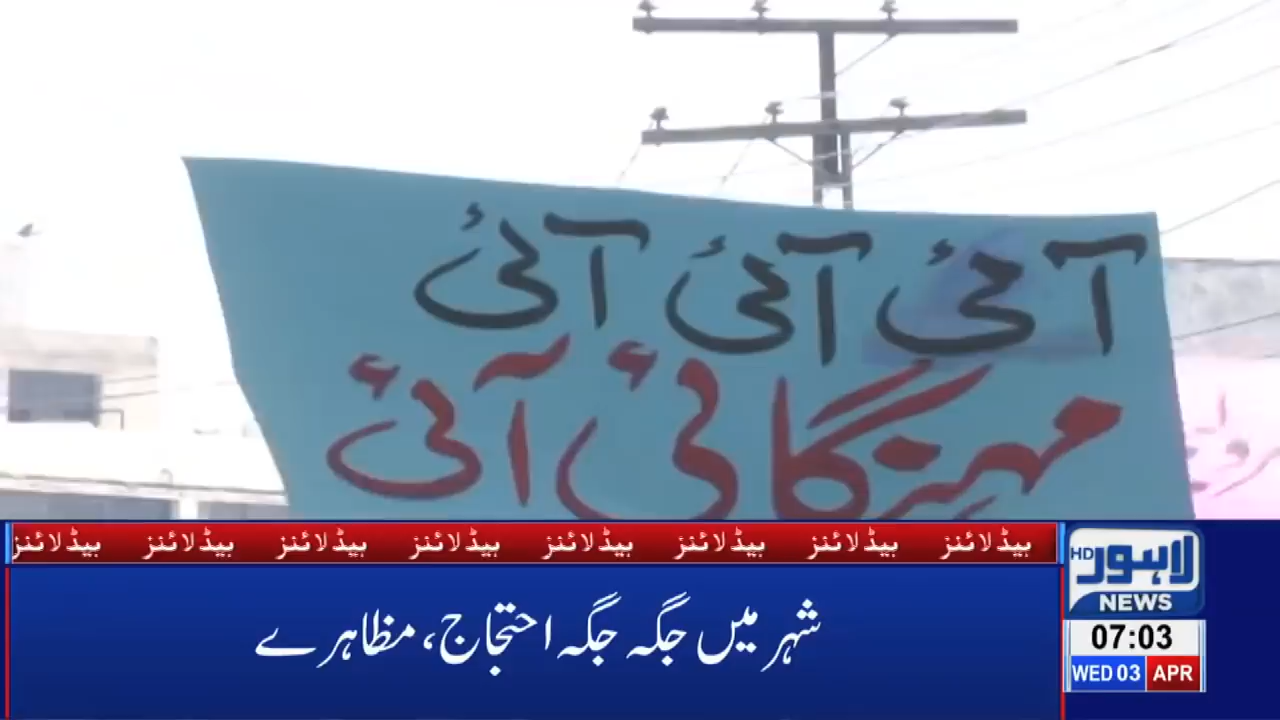 آئی آئی آئی
مہنگائی آئی
ہیڈلائنز ہیڈلائنز ہیڈلائنز ہیڈلائنز ہیڈلائنز ہیڈلائنز ہیڈلائنز ہیڈلائنز
شہر میں جگہ جگہ احتجاج، مظاہرے
HD لاہور
NEWS
07:03
WED 03 APR